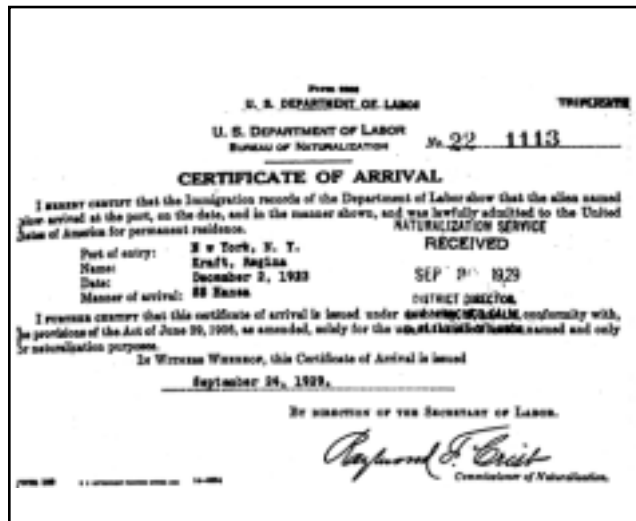 U. S. DEPARTMENT OF LABOR TRIPLICATE
U. S. DEPARTMENT OF LABOR
BUREAU OF NATURALIZATION No. 22 1113
CERTIFICATE OF ARRIVAL
I HEREBY CERTIFY that the Immigration records of the Department of Labor show that the alien named
below arrived at the port, on the date, and in the manner shown, and was lawfully admitted to the United
States of America for permanent residence.
NATURALIZATION SERVICE
RECEIVED
SEP 1929
DISTRICT DIRECTOR,
Port of entry: N w York, N. Y.
Name: Kraft, Regina
Date: December 2,
Manner of arrival: SS Hansa
I FURTHER CERTIFY that this certificate of arrival is issued under conformity with,
the provisions of the Act of June 29, 1906, as amended, solely for the use named and only
for naturalization purposes.
IN WITNESS WHEREOF, this Certificate of Arrival is issued
September 24, 1929.
BY DIRECTION OF THE SECRETARY OF LABOR.
Raymond F. Crist
Commissioner of Naturalization.